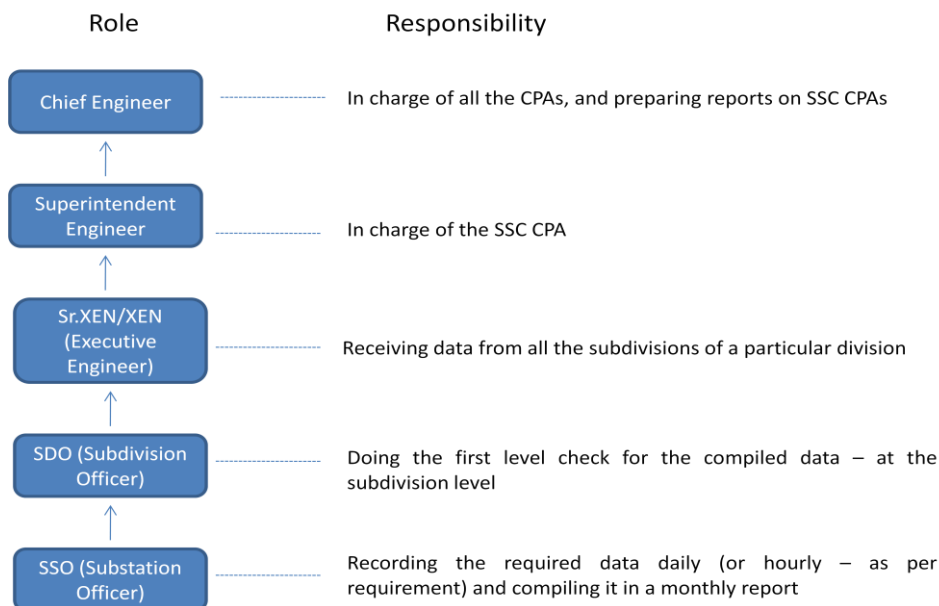 Role Responsibility
Chief Engineer
In charge of all the CPAs, and preparing reports on SSC CPAs
Superintendent
Engineer
In charge of the SSC CPA
Sr.XEN/XEN
(Executive
Engineer)
Receiving data from all the subdivisions of a particular division
SDO (Subdivision
Officer)
Doing the first level check for the compiled data – at the
subdivision level
SSO (Substation
Officer)
Recording the required data daily (or hourly – as per
requirement) and compiling it in a monthly report